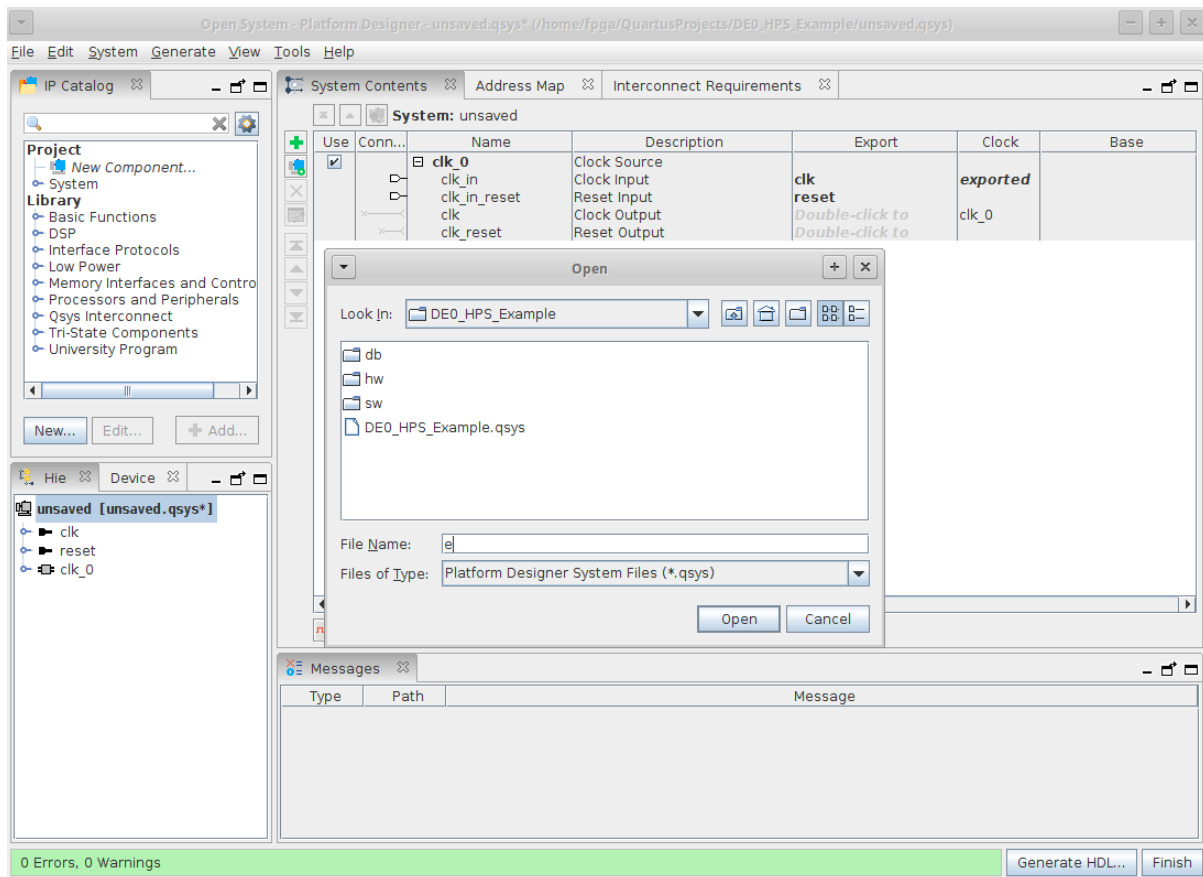 Open System - Platform Designer - unsaved.qsys* (/home/fpga/QuartusProjects/DE0_HPS_Example/unsaved.qsys)
File Edit System Generate View Tools Help
IP Catalog
Project
New Component...
System
Library
Basic Functions
DSP
Interface Protocols
Low Power
Memory Interfaces and Contro
Processors and Peripherals
Qsys Interconnect
Tri-State Components
University Program
New... Edit... Add...
Hie Device
unsaved [unsaved.qsys*]
clk
reset
clk_0
System Contents Address Map Interconnect Requirements
System: unsaved
Use Conn... Name Description Export Clock Base
clk_0 Clock Source
clk_in Clock Input clk exported
clk_in_reset Reset Input reset
clk Clock Output Double-click to clk_0
clk_reset Reset Output Double-click to
Open
Look In: DE0_HPS_Example
db
hw
sw
DE0_HPS_Example.qsys
File Name: e
Files of Type: Platform Designer System Files (*.qsys)
Open Cancel
Messages
Type Path Message
0 Errors, 0 Warnings
Generate HDL... Finish